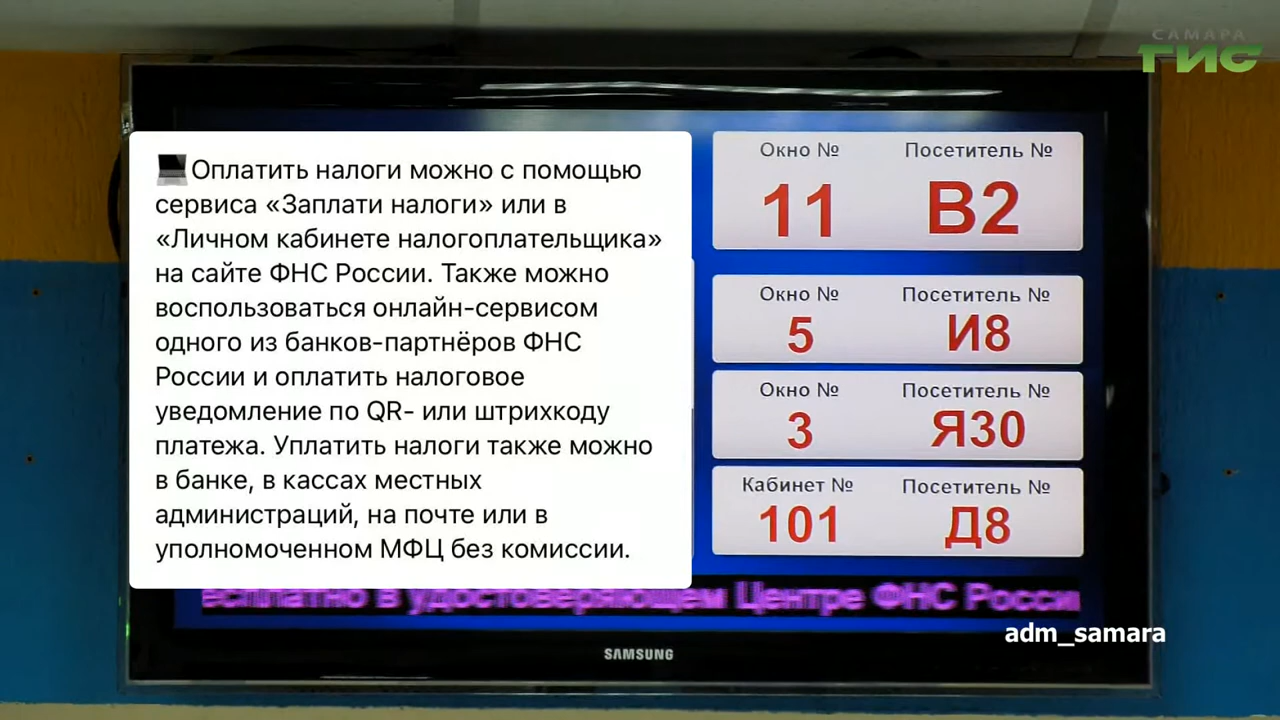 САМАРА
ГИС
Оплатить налоги можно с помощью
сервиса «Заплати налоги» или в
«Личном кабинете налогоплательщика»
на сайте ФНС России. Также можно
воспользоваться онлайн-сервисом
одного из банков-партнёров ФНС
России и оплатить налоговое
уведомление по QR- или штрихкоду
платежа. Уплатить налоги также можно
в банке, в кассах местных
администраций, на почте или в
уполномоченном МФЦ без комиссии.
Окно № Посетитель №
11 В2
Окно № Посетитель №
5 И8
Окно № Посетитель №
3 Я30
Кабинет № Посетитель №
101 Д8
есплатно в удостоверяющем Центре ФНС Росси
adm_samara
SAMSUNG